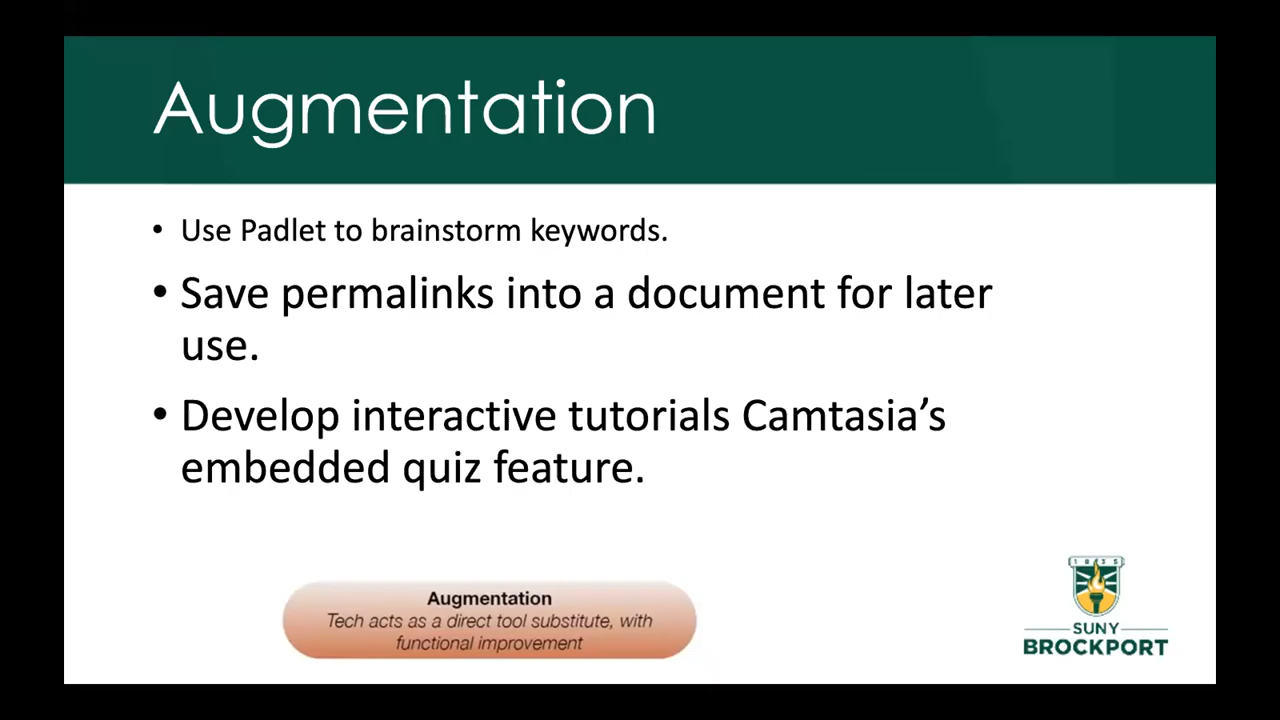 Augmentation
• Use Padlet to brainstorm keywords.
• Save permalinks into a document for later
use.
• Develop interactive tutorials Camtasia’s
embedded quiz feature.
Augmentation
Tech acts as a direct tool substitute, with
functional improvement
1835
SUNY
BROCKPORT